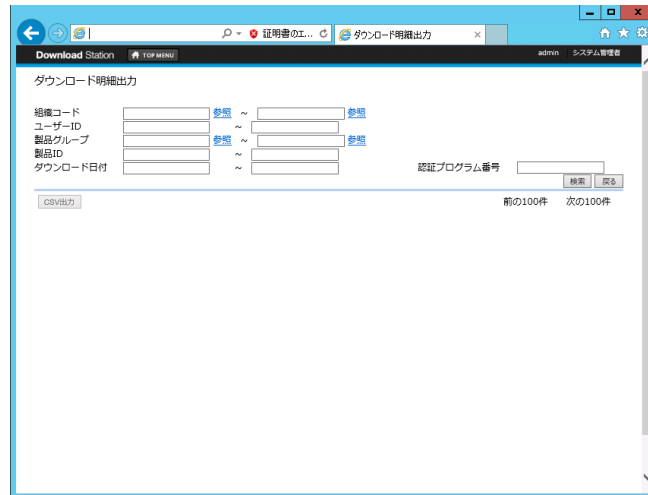 証明書のエ... ダウンロード明細出力
Download Station TOP MENU admin システム管理者
ダウンロード明細出力
組織コード 参照 ~ 参照
ユーザーID ~
製品グループ 参照 ~ 参照
製品ID ~
ダウンロード日付 ~ 認証プログラム番号
検索 戻る
CSV出力 前の100件 次の100件